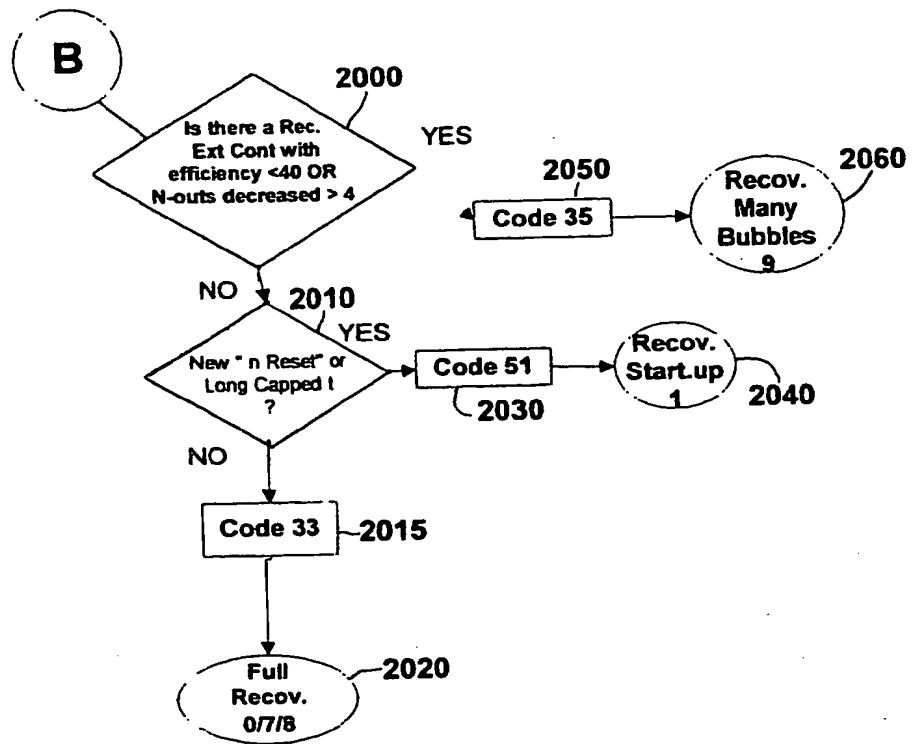 B
2000
Is there a Rec.
Ext Cont with
efficiency <40 OR
N-outs decreased > 4
YES
2050
Code 35
2060
Recov.
Many
Bubbles
9
NO
2010
YES
New " n Reset" or
Long Capped t
?
Code 51
2030
Recov.
Start.up
1
2040
NO
Code 33
2015
Full
Recov.
0/7/8
2020